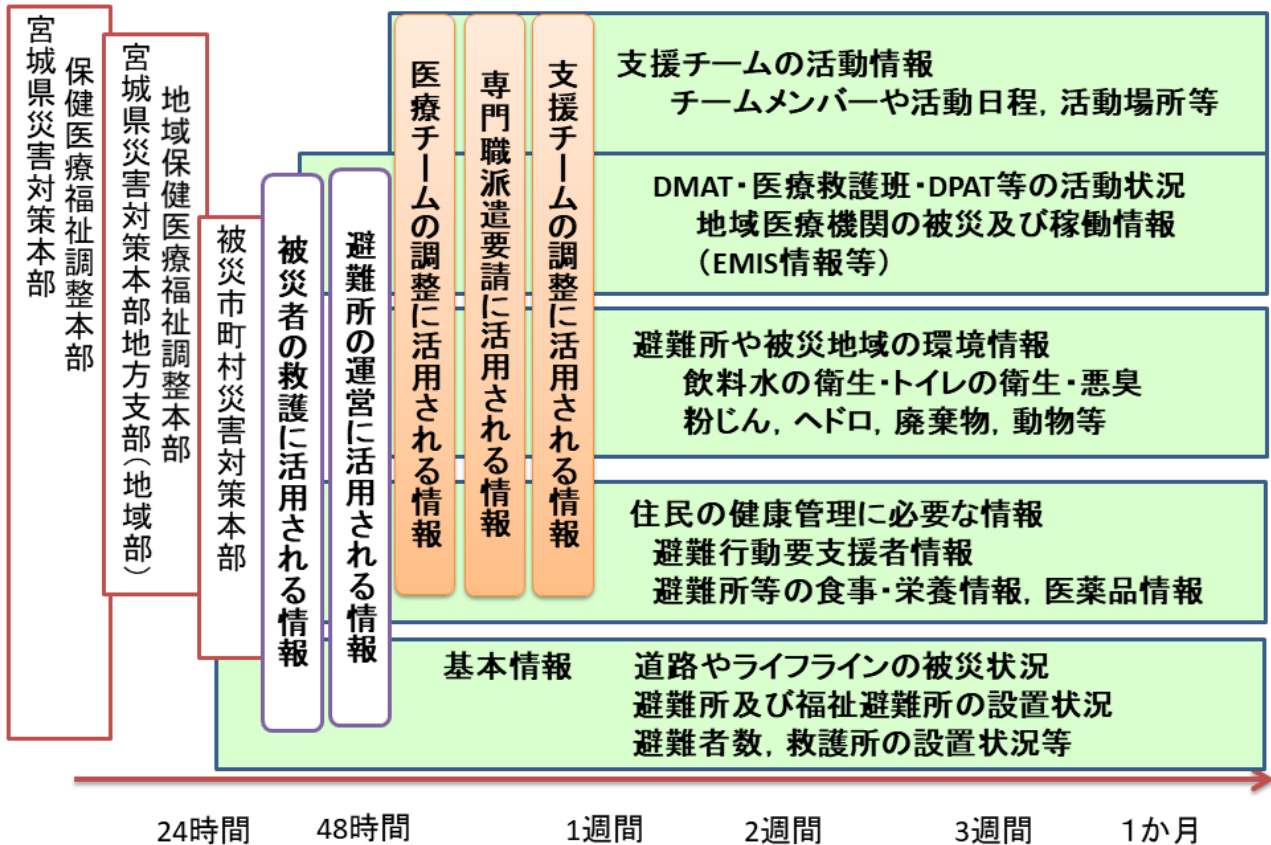 宮城県災害対策本部
保健医療福祉調整本部
宮城県災害対策本部地方支部(地域部)
地域保健医療福祉調整本部
被災市町村災害対策本部
被災者の救護に活用される情報
避難所の運営に活用される情報
医療チームの調整に活用される情報
専門職派遣要請に活用される情報
支援チームの調整に活用される情報
支援チームの活動情報
チームメンバーや活動日程，活動場所等
DMAT・医療救護班・DPAT等の活動状況
地域医療機関の被災及び稼働情報
（EMIS情報等）
避難所や被災地域の環境情報
飲料水の衛生・トイレの衛生・悪臭
粉じん，ヘドロ，廃棄物，動物等
住民の健康管理に必要な情報
避難行動要支援者情報
避難所等の食事・栄養情報，医薬品情報
基本情報
道路やライフラインの被災状況
避難所及び福祉避難所の設置状況
避難者数，救護所の設置状況等
24時間
48時間
1週間
2週間
3週間
１か月